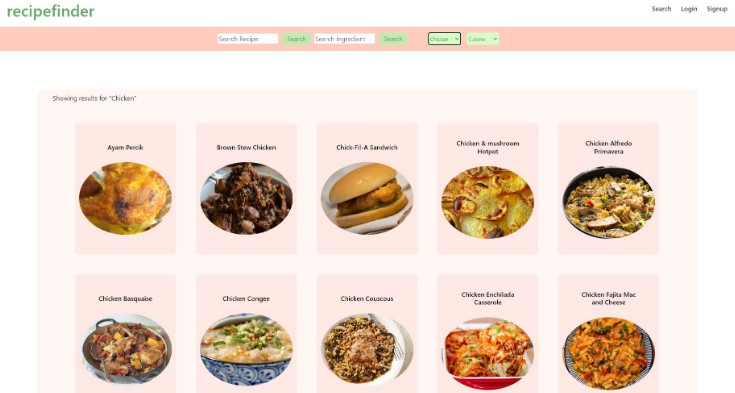 recipefinder
Search Login Signup
Search Recipe Search Search Ingredient Search Chicken Cuisine
Showing results for "Chicken"
Ayam Percik
Brown Stew Chicken
Chick-Fil-A Sandwich
Chicken & mushroom
Hotpot
Chicken Alfredo
Primavera
Chicken Basquaise
Chicken Congee
Chicken Couscous
Chicken Enchilada
Casserole
Chicken Fajita Mac
and Cheese